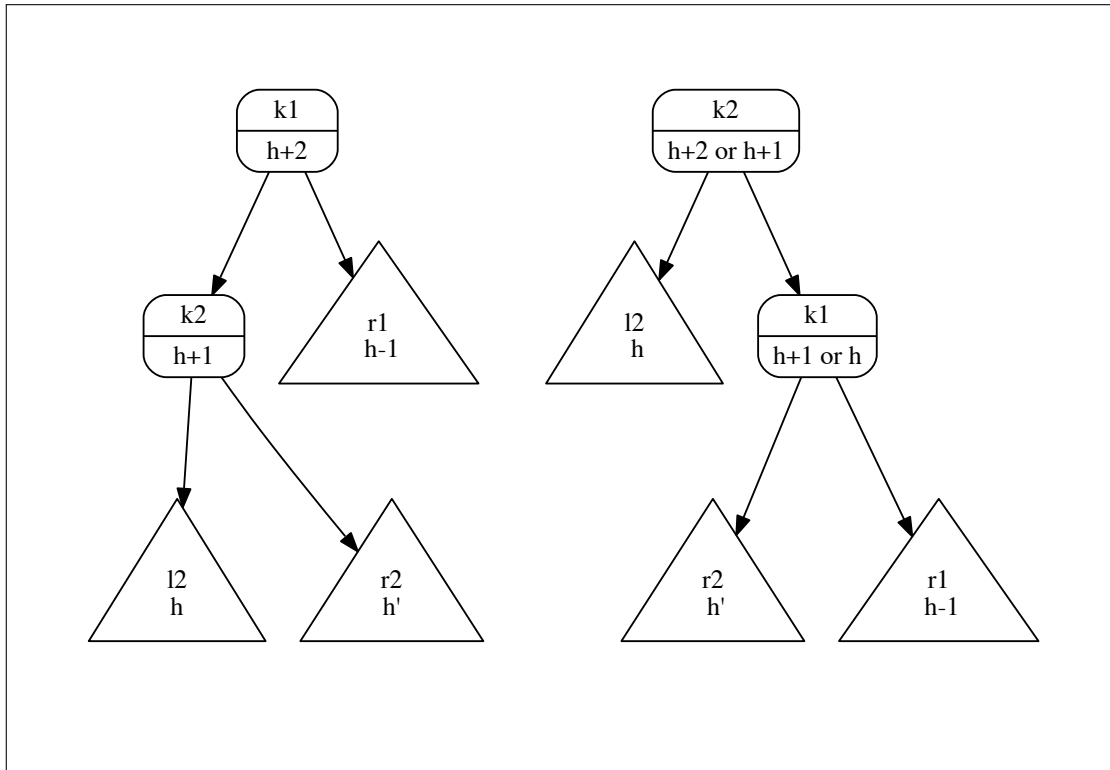 k1
h+2
k2
h+1
r1
h-1
l2
h
r2
h'
k2
h+2 or h+1
l2
h
k1
h+1 or h
r2
h'
r1
h-1